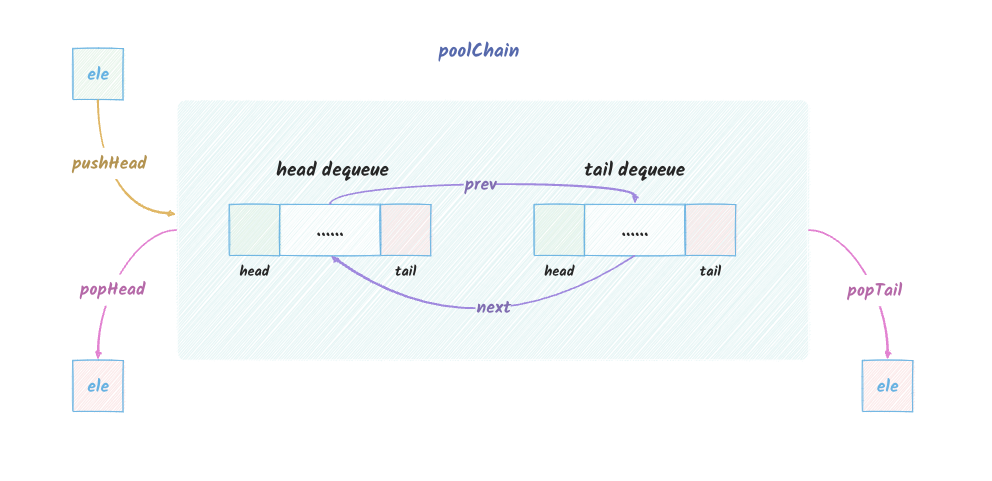 poolChain
ele
pushHead
head dequeue
tail dequeue
prev
......
......
head
tail
head
tail
popHead
next
popTail
ele
ele